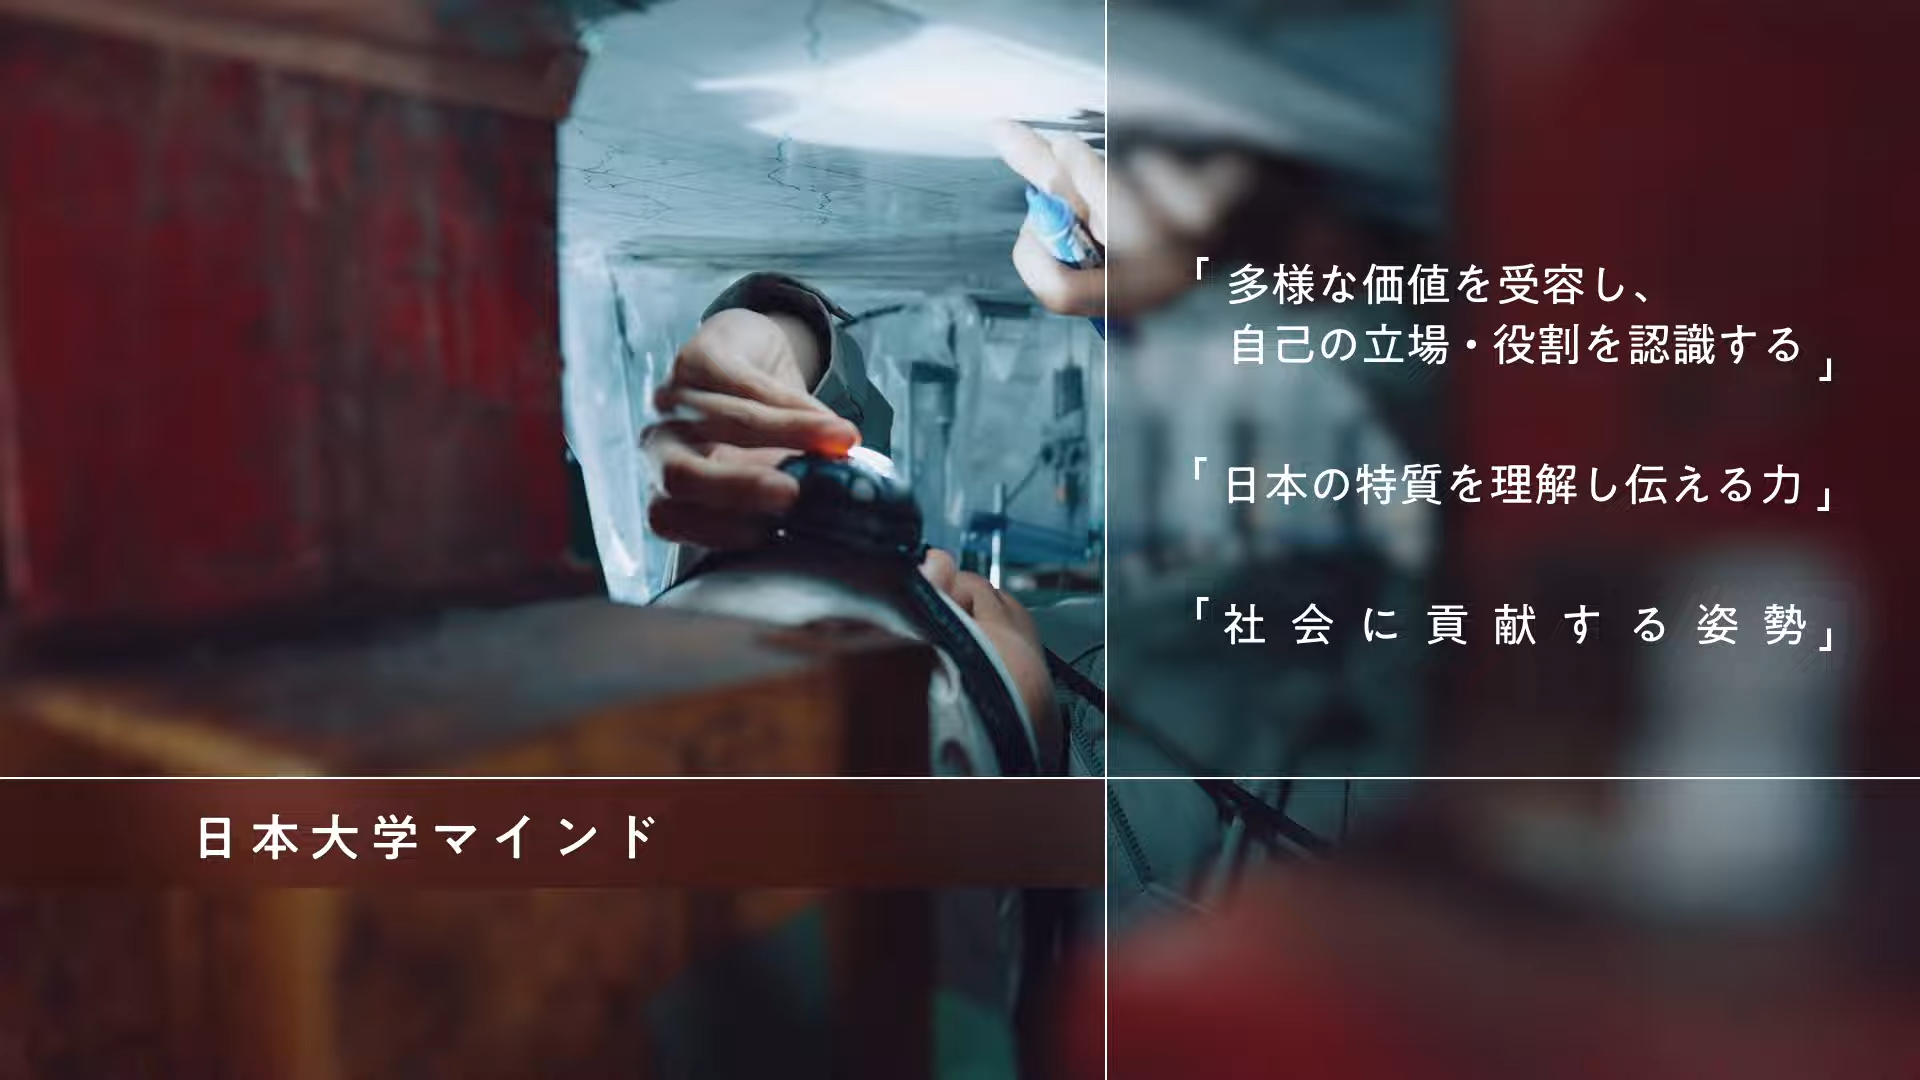 「多様な価値を受容し、
自己の立場・役割を認識する」
「日本の特質を理解し伝える力」
「社会に貢献する姿勢」
日本大学マインド